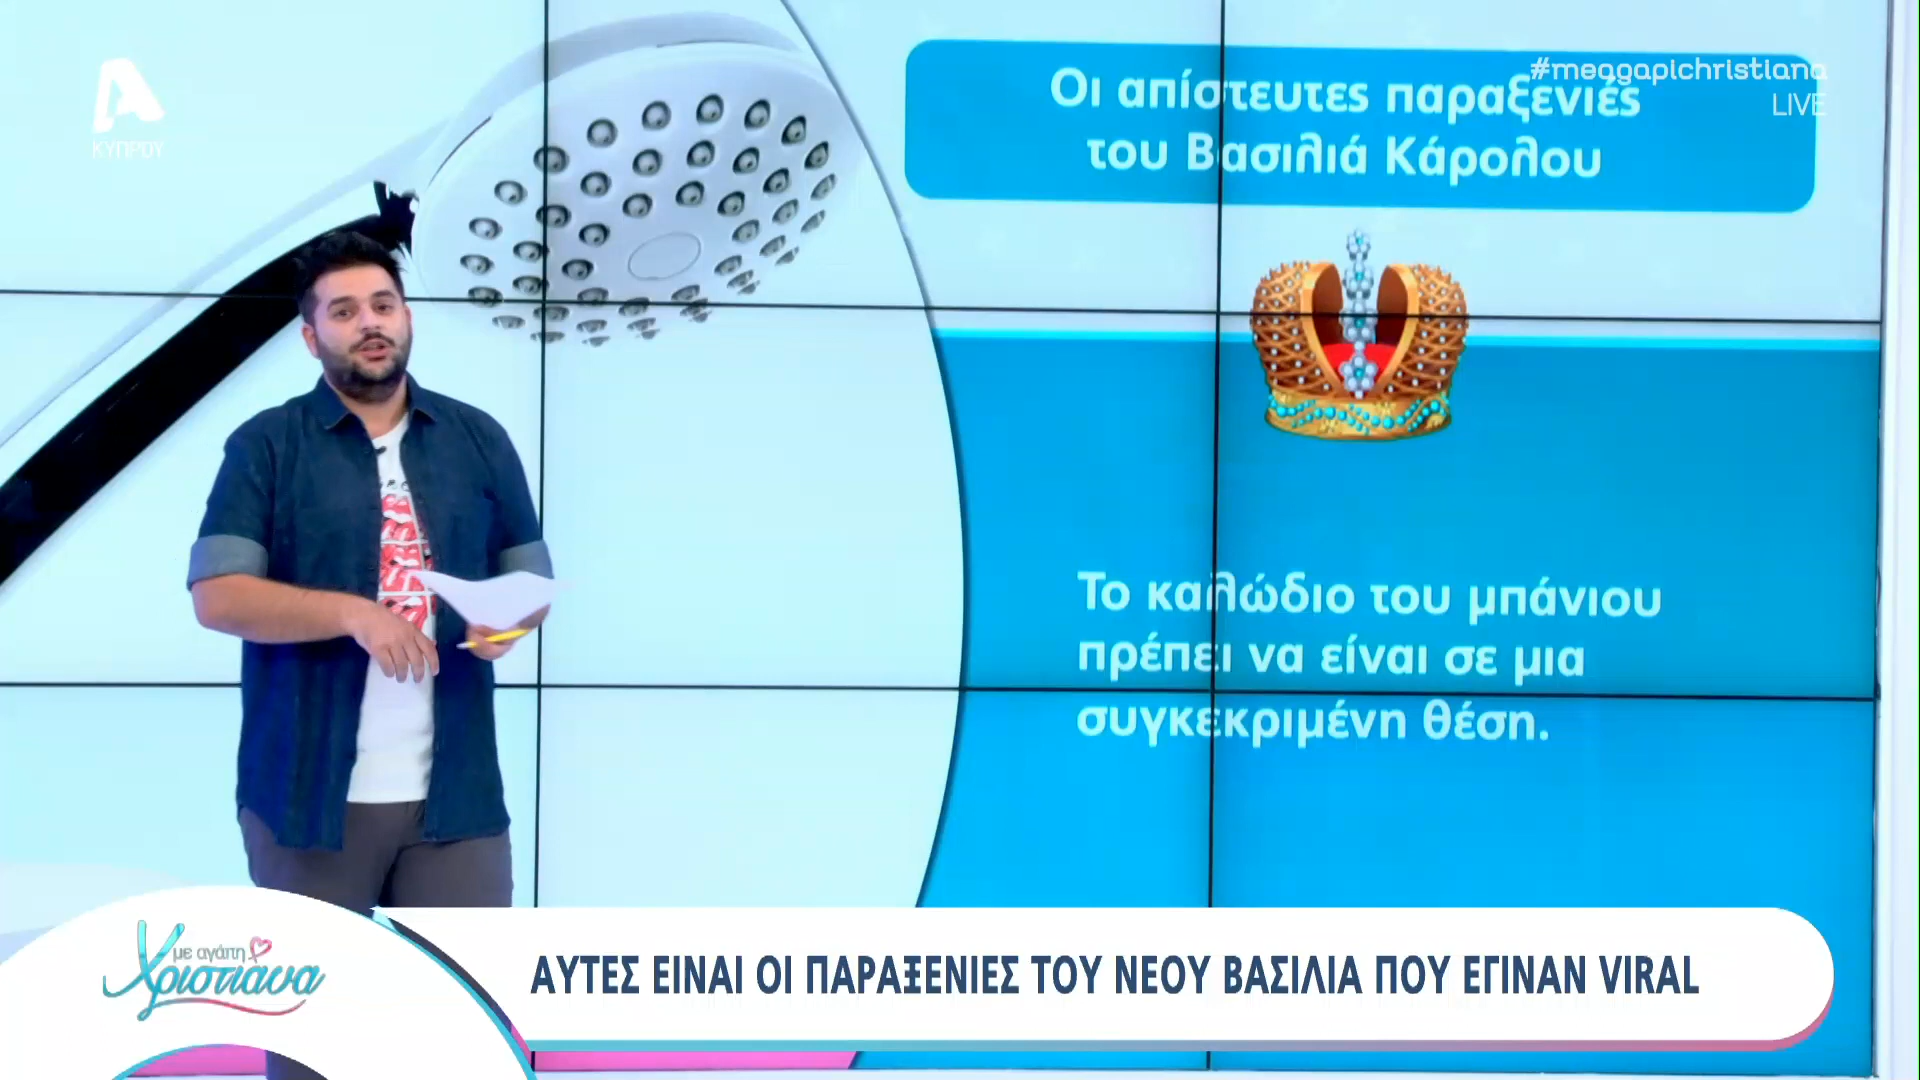 ΚΥΠΡΟΥ
#meagapichristiana
LIVE
Οι απίστευτες παραξενιές
του Βασιλιά Κάρολου
Το καλώδιο του μπάνιου
πρέπει να είναι σε μια
συγκεκριμένη θέση.
με αγάπη
Χριστιανα
ΑΥΤΕΣ ΕΙΝΑΙ ΟΙ ΠΑΡΑΞΕΝΙΕΣ ΤΟΥ ΝΕΟΥ ΒΑΣΙΛΙΑ ΠΟΥ ΕΓΙΝΑΝ VIRAL